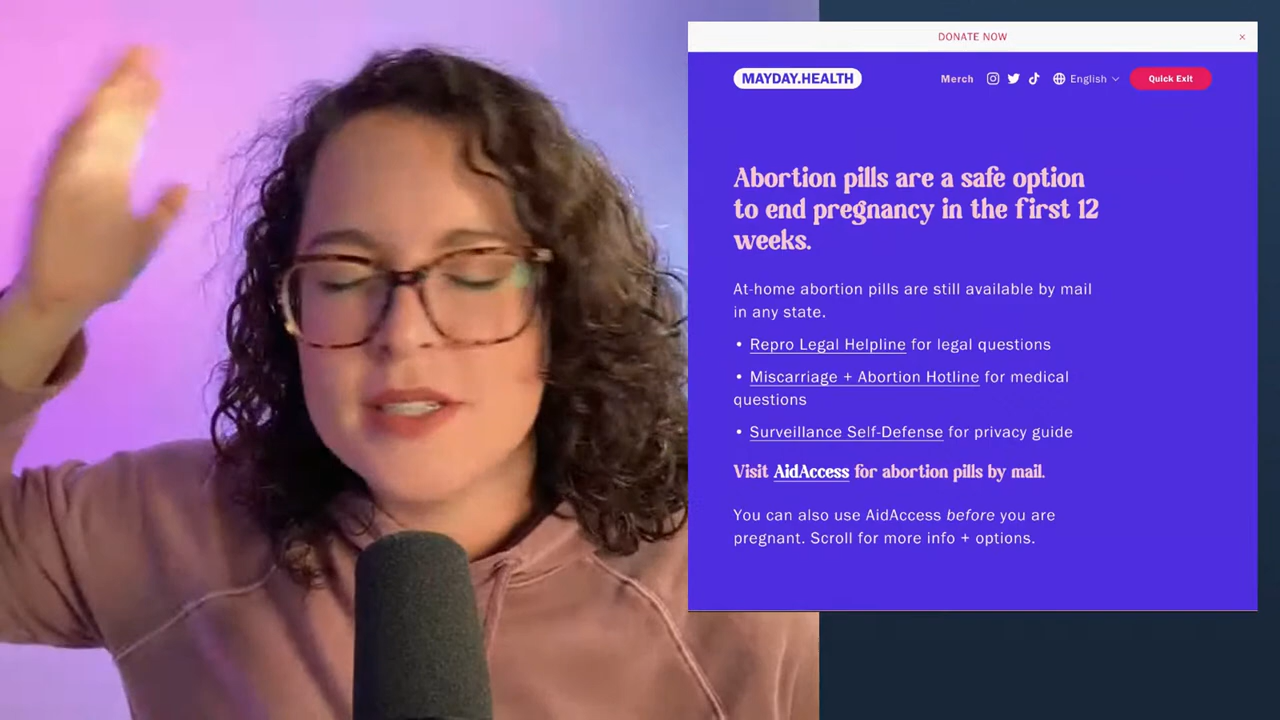 DONATE NOW ×
MAYDAY.HEALTH Merch English Quick Exit
Abortion pills are a safe option
to end pregnancy in the first 12
weeks.
At-home abortion pills are still available by mail
in any state.
• Repro Legal Helpline for legal questions
• Miscarriage + Abortion Hotline for medical
questions
• Surveillance Self-Defense for privacy guide
Visit AidAccess for abortion pills by mail.
You can also use AidAccess before you are
pregnant. Scroll for more info + options.